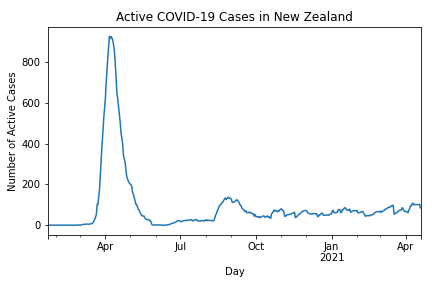 Active COVID-19 Cases in New Zealand
Number of Active Cases
800
600
400
200
0
Apr
Jul
Oct
Jan
2021
Apr
Day